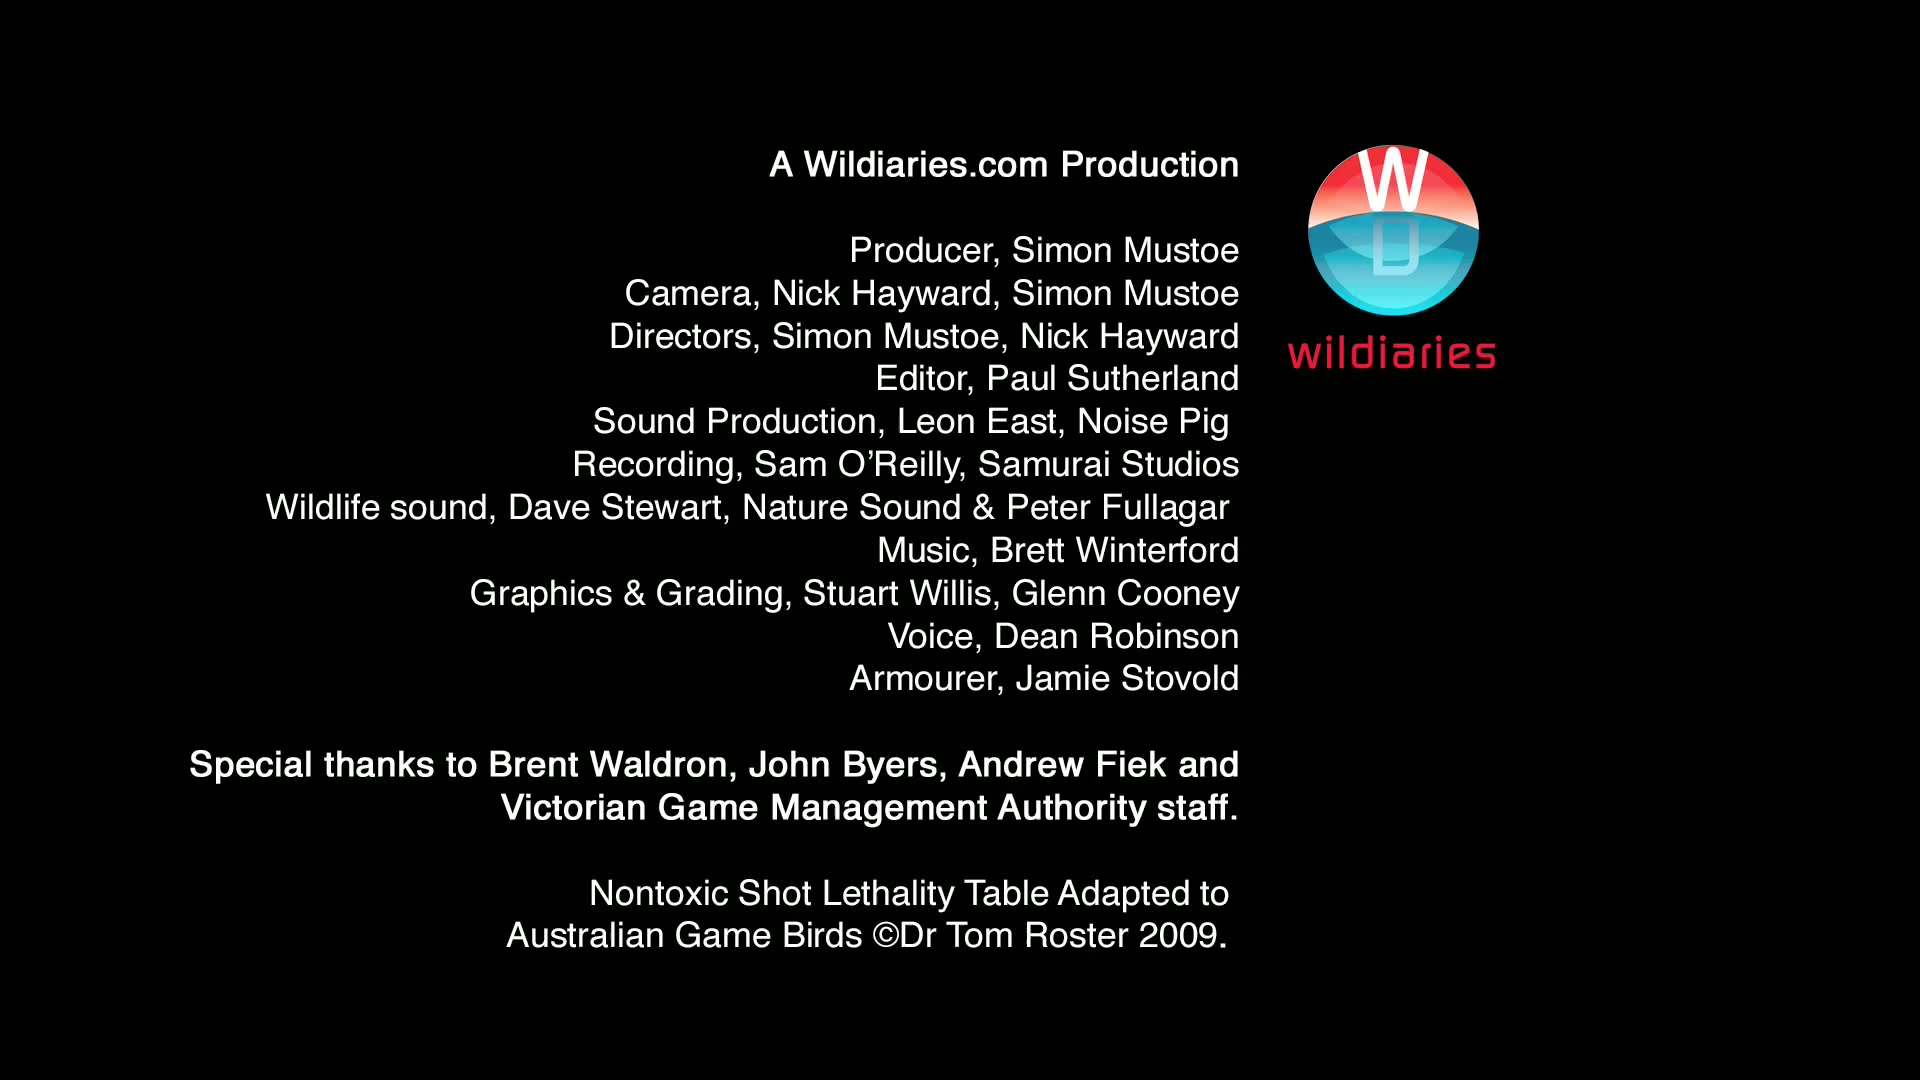 A Wildiaries.com Production
Producer, Simon Mustoe
Camera, Nick Hayward, Simon Mustoe
Directors, Simon Mustoe, Nick Hayward
Editor, Paul Sutherland
Sound Production, Leon East, Noise Pig
Recording, Sam O’Reilly, Samurai Studios
Wildlife sound, Dave Stewart, Nature Sound & Peter Fullagar
Music, Brett Winterford
Graphics & Grading, Stuart Willis, Glenn Cooney
Voice, Dean Robinson
Armourer, Jamie Stovold
Special thanks to Brent Waldron, John Byers, Andrew Fiek and
Victorian Game Management Authority staff.
Nontoxic Shot Lethality Table Adapted to
Australian Game Birds ©Dr Tom Roster 2009.
W
D
wildiaries